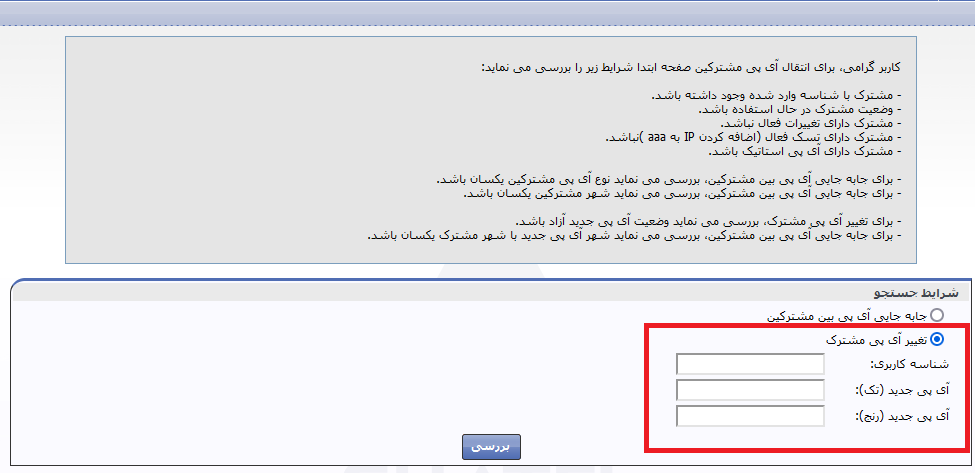 کاربر گرامی، برای انتقال آی پی مشترکین صفحه ابتدا شرایط زیر را بررسی می نماید:
- مشترک با شناسه وارد شده وجود داشته باشد.
- وضعیت مشترک در حال استفاده باشد.
- مشترک دارای تغییرات فعال نباشد.
- مشترک دارای تسک فعال (اضافه کردن IP به aaa )نباشد.
- مشترک دارای آی پی استاتیک باشد.
- برای جابه جایی آی پی بین مشترکین، بررسی می نماید نوع آی پی مشترکین یکسان باشد.
- برای جابه جایی آی پی بین مشترکین، بررسی می نماید شهر مشترکین یکسان باشد.
- برای تغییر آی پی مشترک، بررسی می نماید وضعیت آی پی جدید آزاد باشد.
- برای جابه جایی آی پی بین مشترکین، بررسی می نماید شهر آی پی جدید با شهر مشترک یکسان باشد.
شرایط جستجو
جابه جایی آی پی بین مشترکین
تغییر آی پی مشترک
شناسه کاربری:
آی پی جدید (تک):
آی پی جدید (رنج):
بررسی